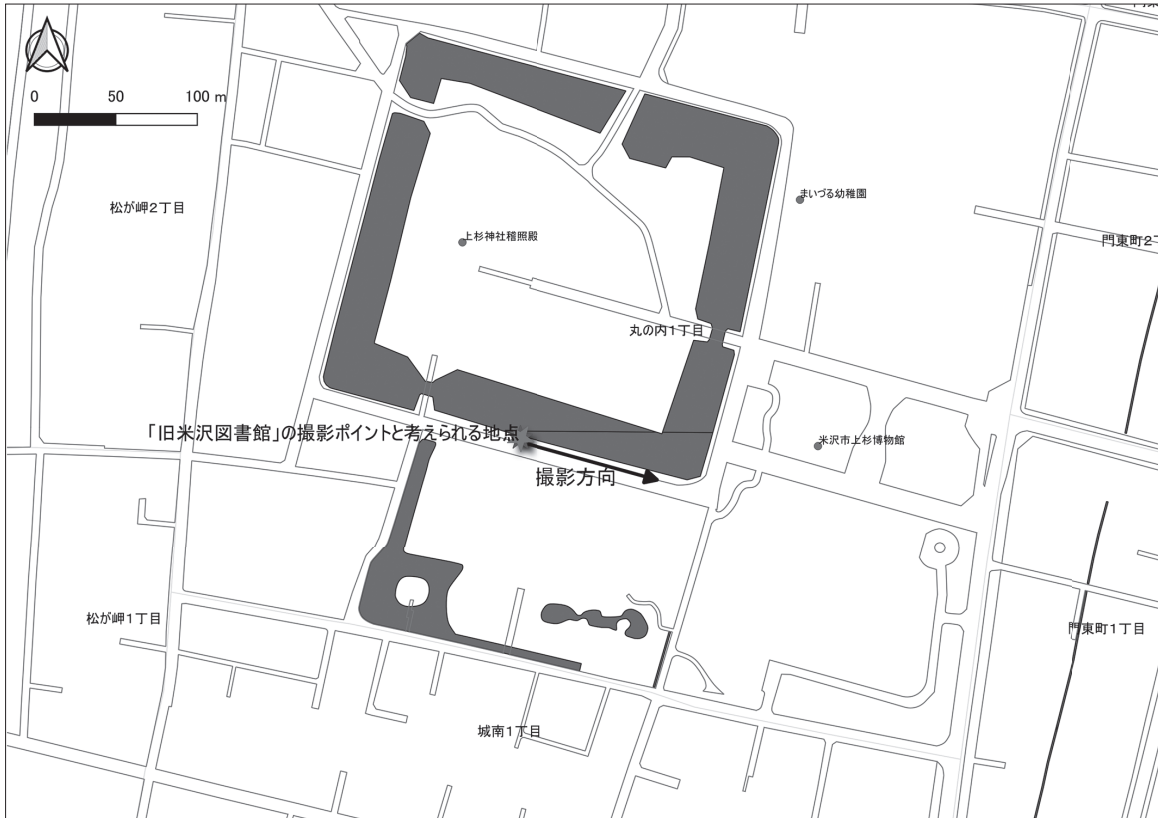 0 50 100 m
松が岬2丁目
まいづる幼稚園
上杉神社稽照殿
門東町2丁
丸の内1丁目
「旧米沢図書館」の撮影ポイントと考えられる地点
米沢市上杉博物館
撮影方向
松が岬1丁目
門東町1丁目
城南1丁目